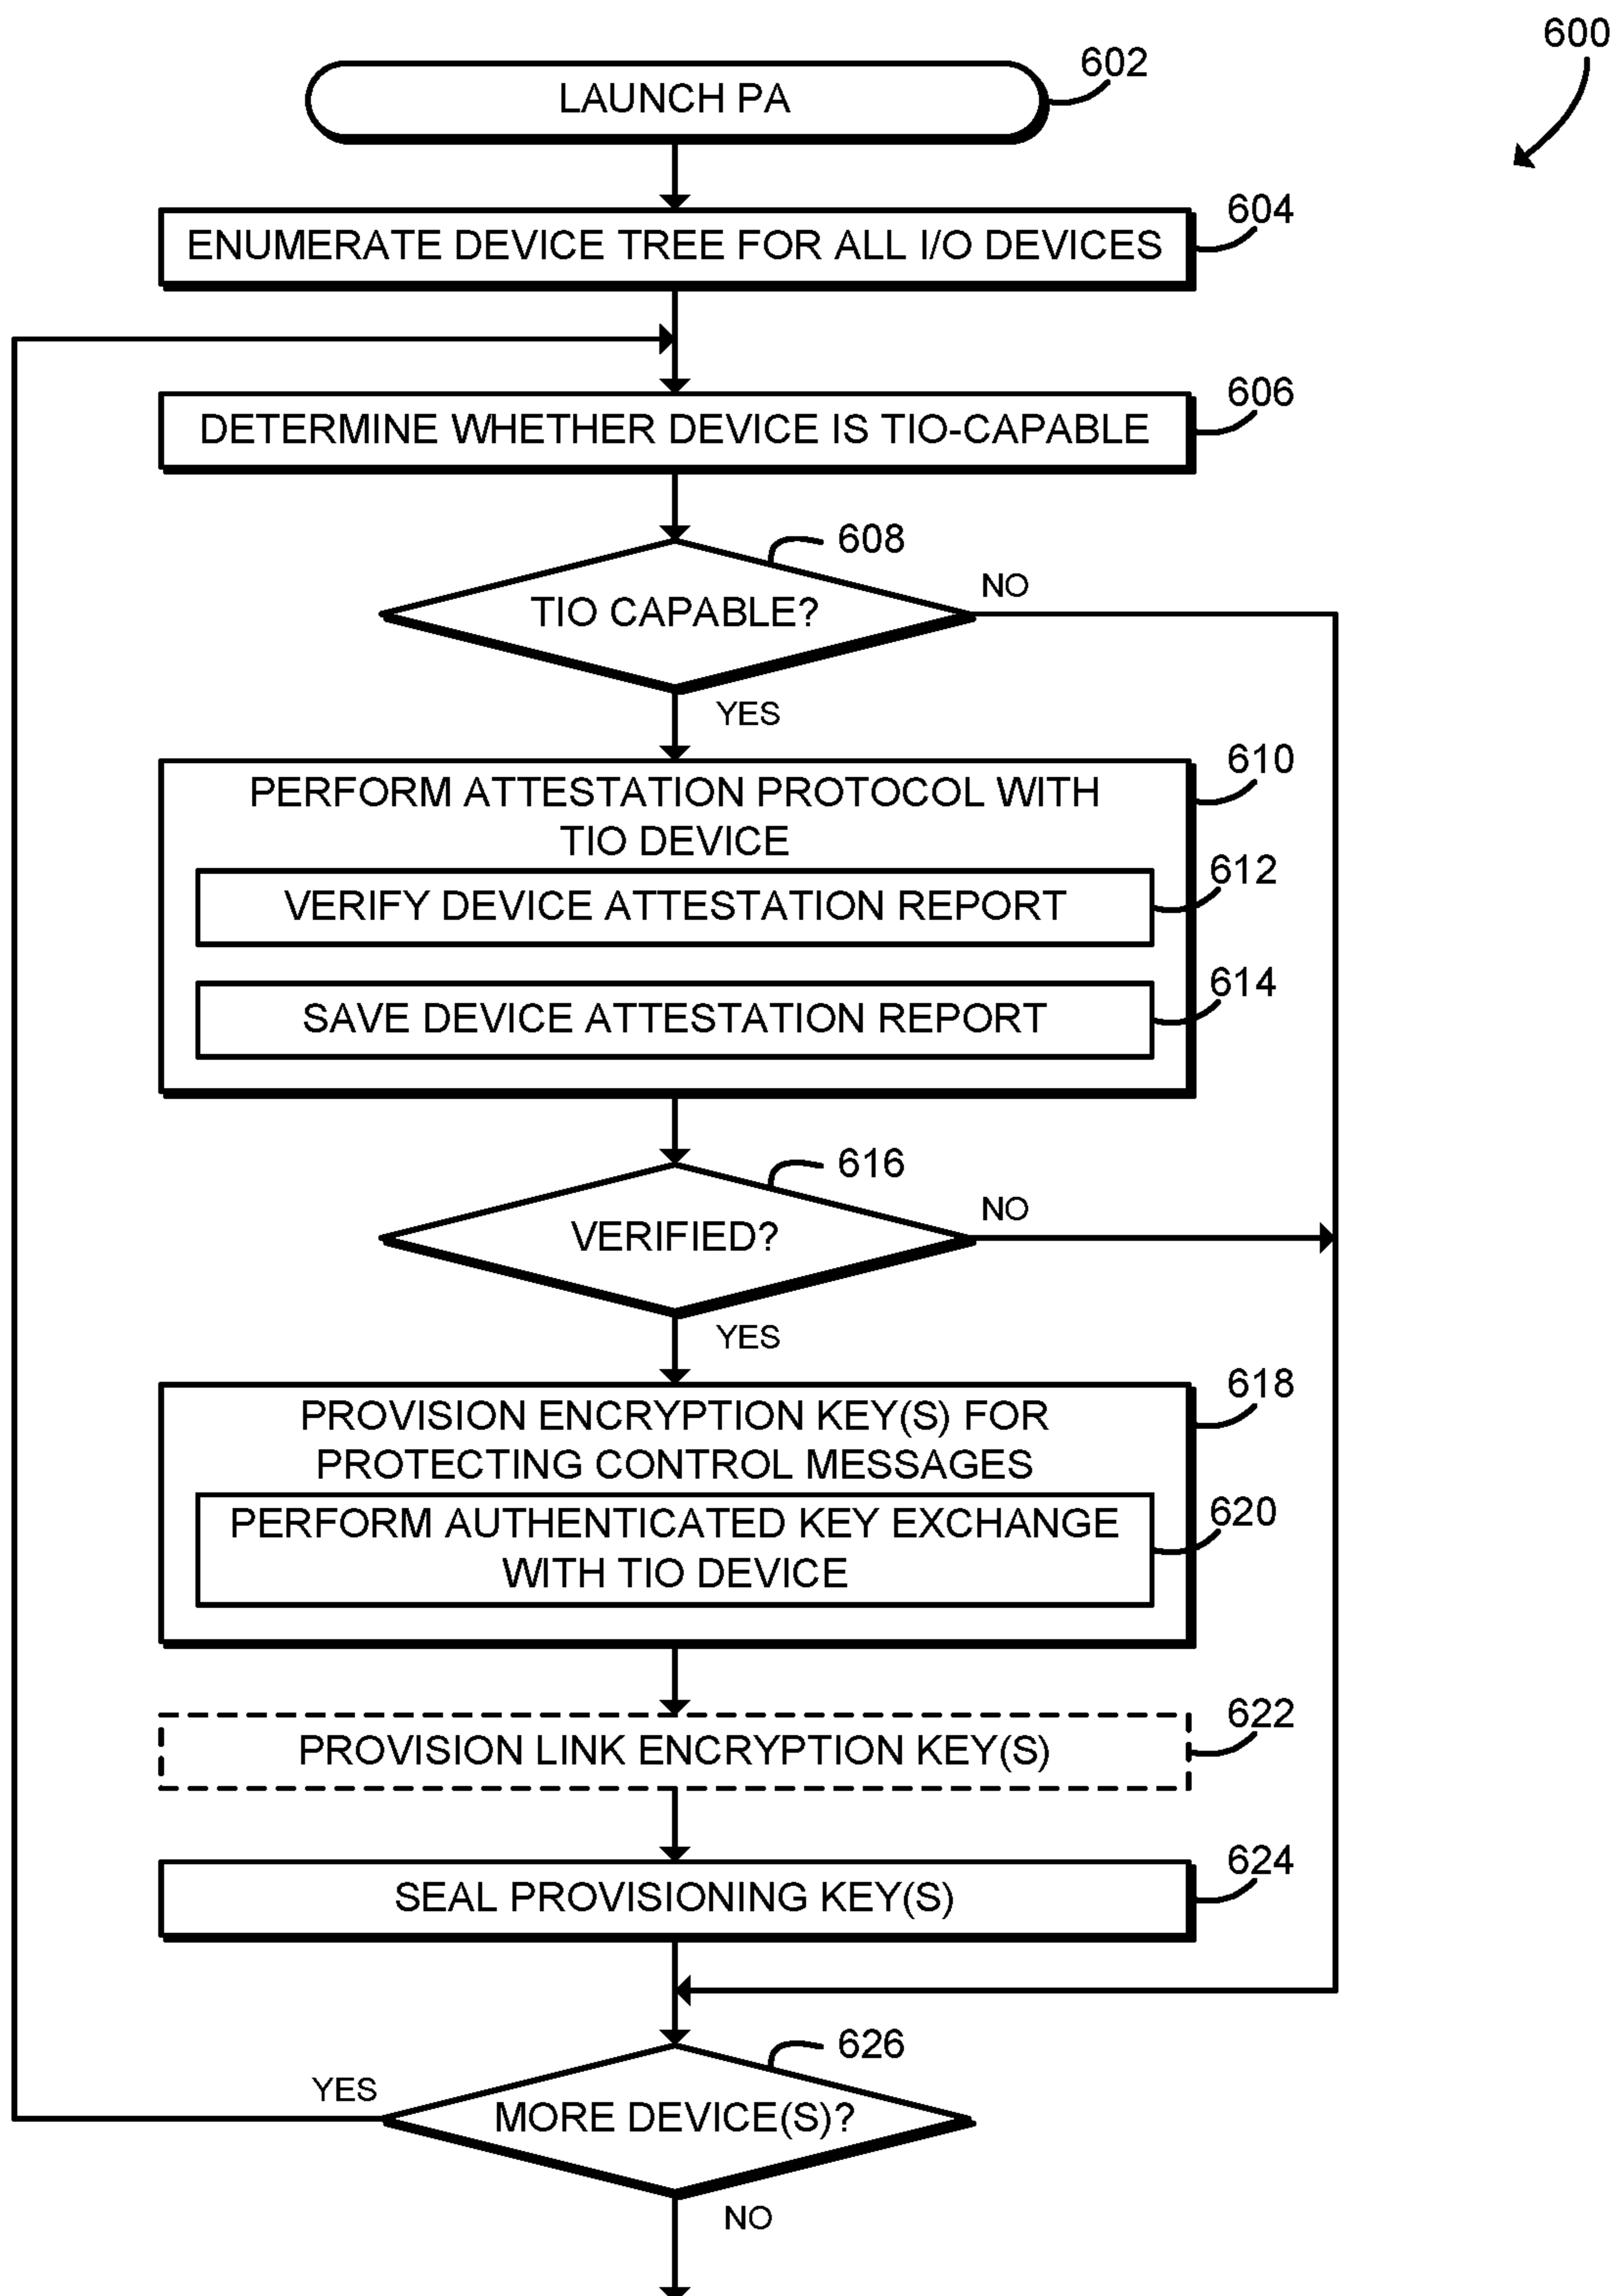 600
LAUNCH PA
602
ENUMERATE DEVICE TREE FOR ALL I/O DEVICES
604
DETERMINE WHETHER DEVICE IS TIO-CAPABLE
606
608
TIO CAPABLE?
NO
YES
PERFORM ATTESTATION PROTOCOL WITH
TIO DEVICE
610
VERIFY DEVICE ATTESTATION REPORT
612
SAVE DEVICE ATTESTATION REPORT
614
616
VERIFIED?
NO
YES
PROVISION ENCRYPTION KEY(S) FOR
PROTECTING CONTROL MESSAGES
618
PERFORM AUTHENTICATED KEY EXCHANGE
WITH TIO DEVICE
620
PROVISION LINK ENCRYPTION KEY(S)
622
SEAL PROVISIONING KEY(S)
624
626
YES
MORE DEVICE(S)?
NO